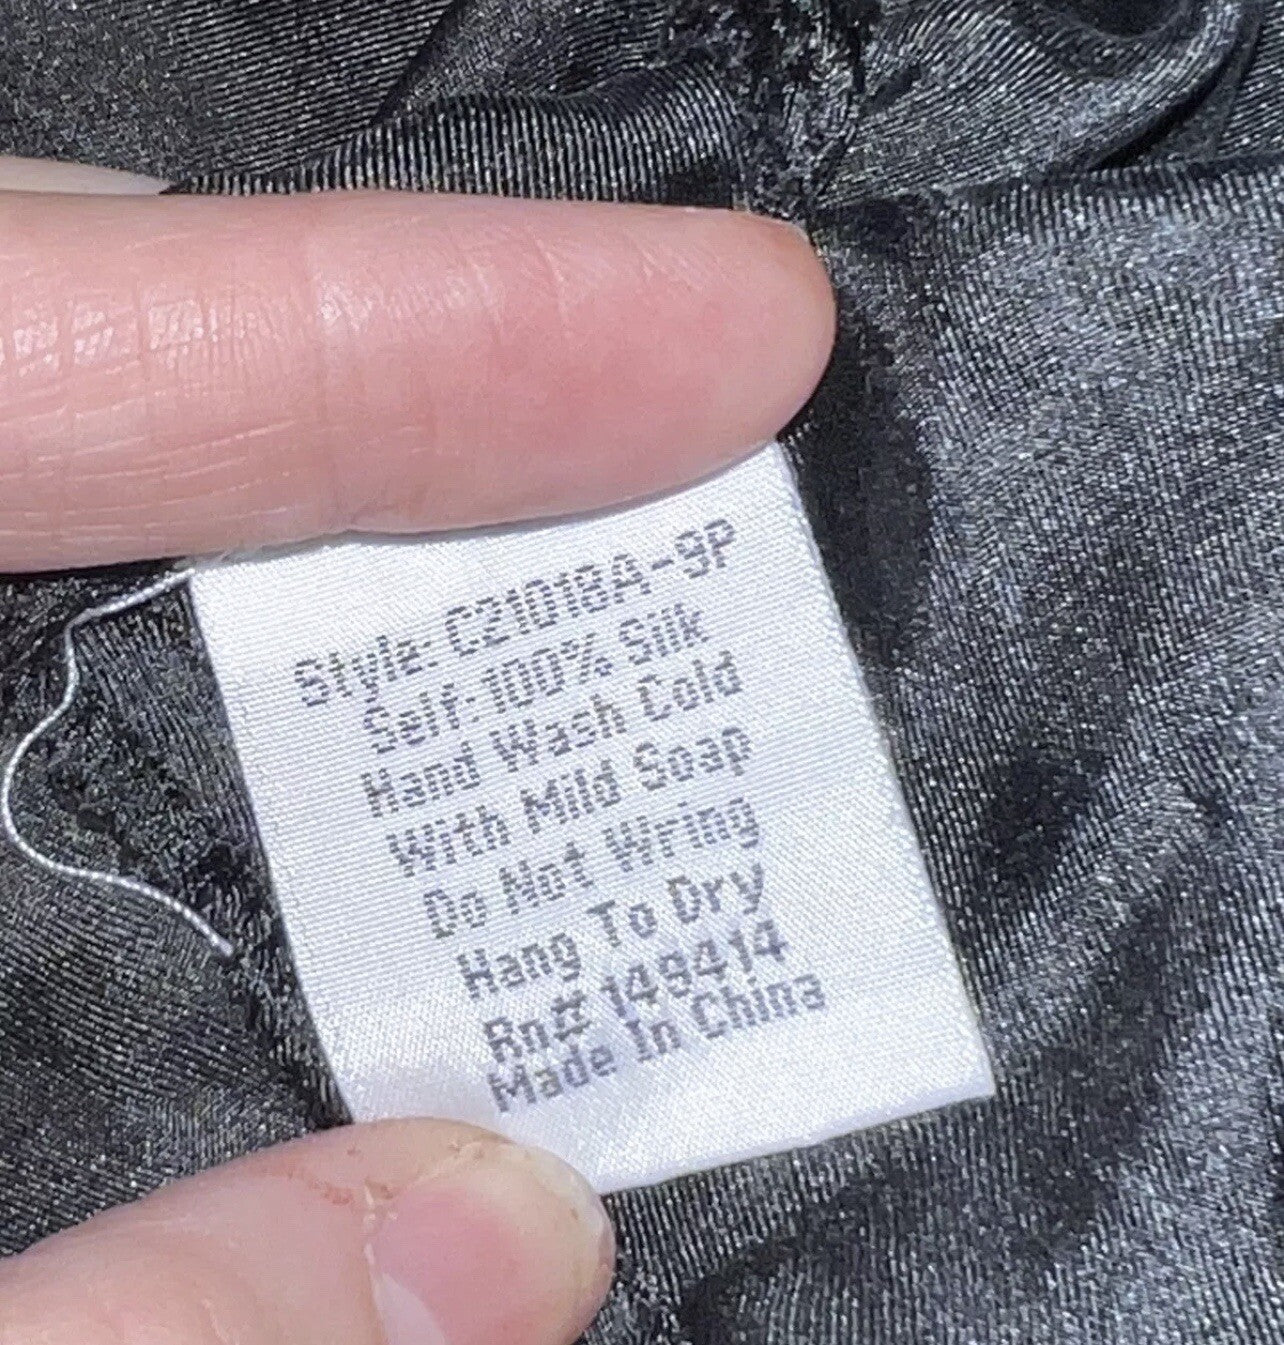 Style: C21018A-9P
Self: 100% Silk
Hand Wash Cold
With Mild Soap
Do Not Wring
Hang To Dry
Rn# 149414
Made In China